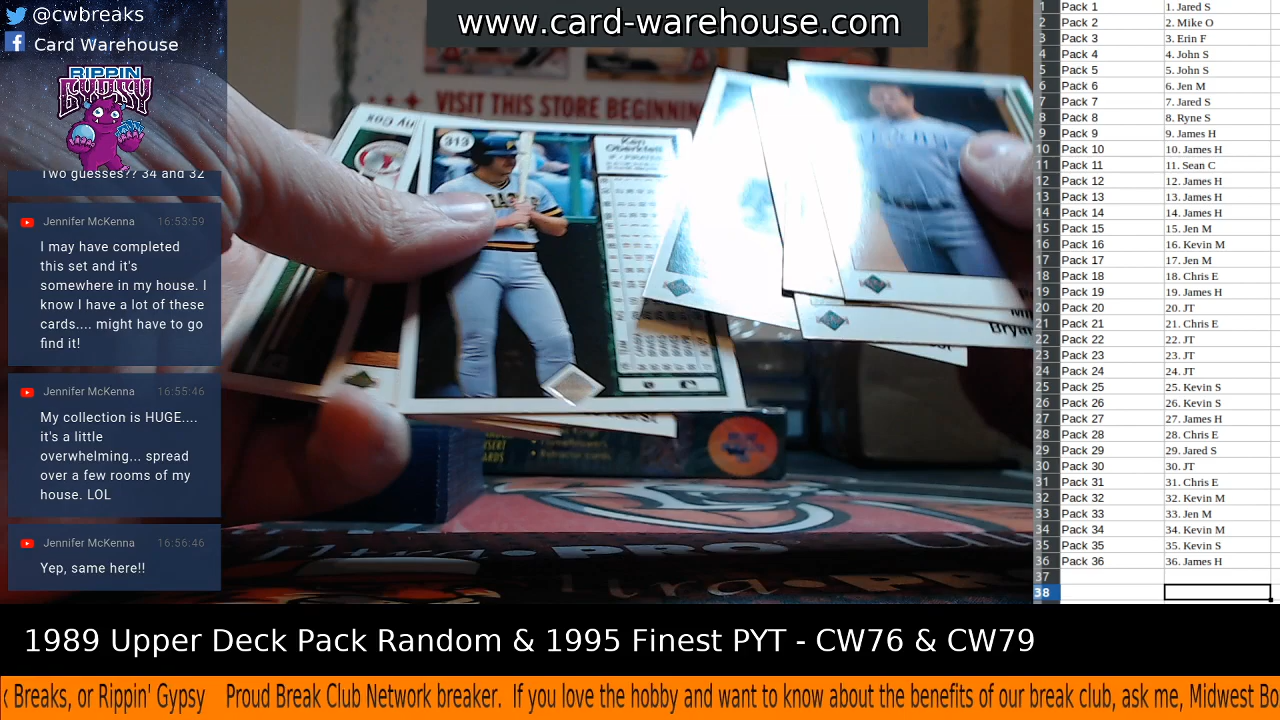 @cwbreaks
Card Warehouse
RIPPIN
GYPSY
Two guesses?? 34 and 32
Jennifer McKenna 16:53:59
I may have completed
this set and it's
somewhere in my house. I
know I have a lot of these
cards.... might have to go
find it!
Jennifer McKenna 16:55:46
My collection is HUGE....
it's a little
overwhelming... spread
over a few rooms of my
house. LOL
Jennifer McKenna 16:56:46
Yep, same here!!
www.card-warehouse.com
VISIT THIS STORE BEGINNING
313
Ken
Oberkfell
Bryan
PRO
1 Pack 1 1. Jared S
2 Pack 2 2. Mike O
3 Pack 3 3. Erin F
4 Pack 4 4. John S
5 Pack 5 5. John S
6 Pack 6 6. Jen M
7 Pack 7 7. Jared S
8 Pack 8 8. Ryne S
9 Pack 9 9. James H
10 Pack 10 10. James H
11 Pack 11 11. Sean C
12 Pack 12 12. James H
13 Pack 13 13. James H
14 Pack 14 14. James H
15 Pack 15 15. Jen M
16 Pack 16 16. Kevin M
17 Pack 17 17. Jen M
18 Pack 18 18. Chris E
19 Pack 19 19. James H
20 Pack 20 20. JT
21 Pack 21 21. Chris E
22 Pack 22 22. JT
23 Pack 23 23. JT
24 Pack 24 24. JT
25 Pack 25 25. Kevin S
26 Pack 26 26. Kevin S
27 Pack 27 27. James H
28 Pack 28 28. Chris E
29 Pack 29 29. Jared S
30 Pack 30 30. JT
31 Pack 31 31. Chris E
32 Pack 32 32. Kevin M
33 Pack 33 33. Jen M
34 Pack 34 34. Kevin M
35 Pack 35 35. Kevin S
36 Pack 36 36. James H
37
38
1989 Upper Deck Pack Random & 1995 Finest PYT - CW76 & CW79
k Breaks, or Rippin' Gypsy Proud Break Club Network breaker. If you love the hobby and want to know about the benefits of our break club, ask me, Midwest Bo